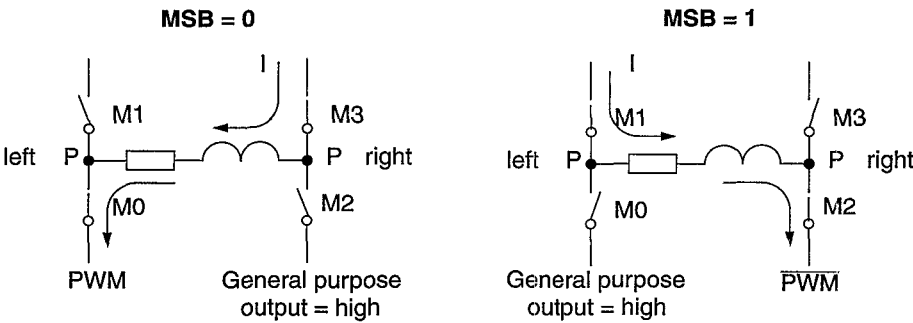 MSB = 0
MSB = 1
I
I
M1
M3
M1
M3
left
P
P
right
left
P
P
right
M0
M2
M0
M2
PWM
General purpose
output = high
General purpose
output = high
PWM